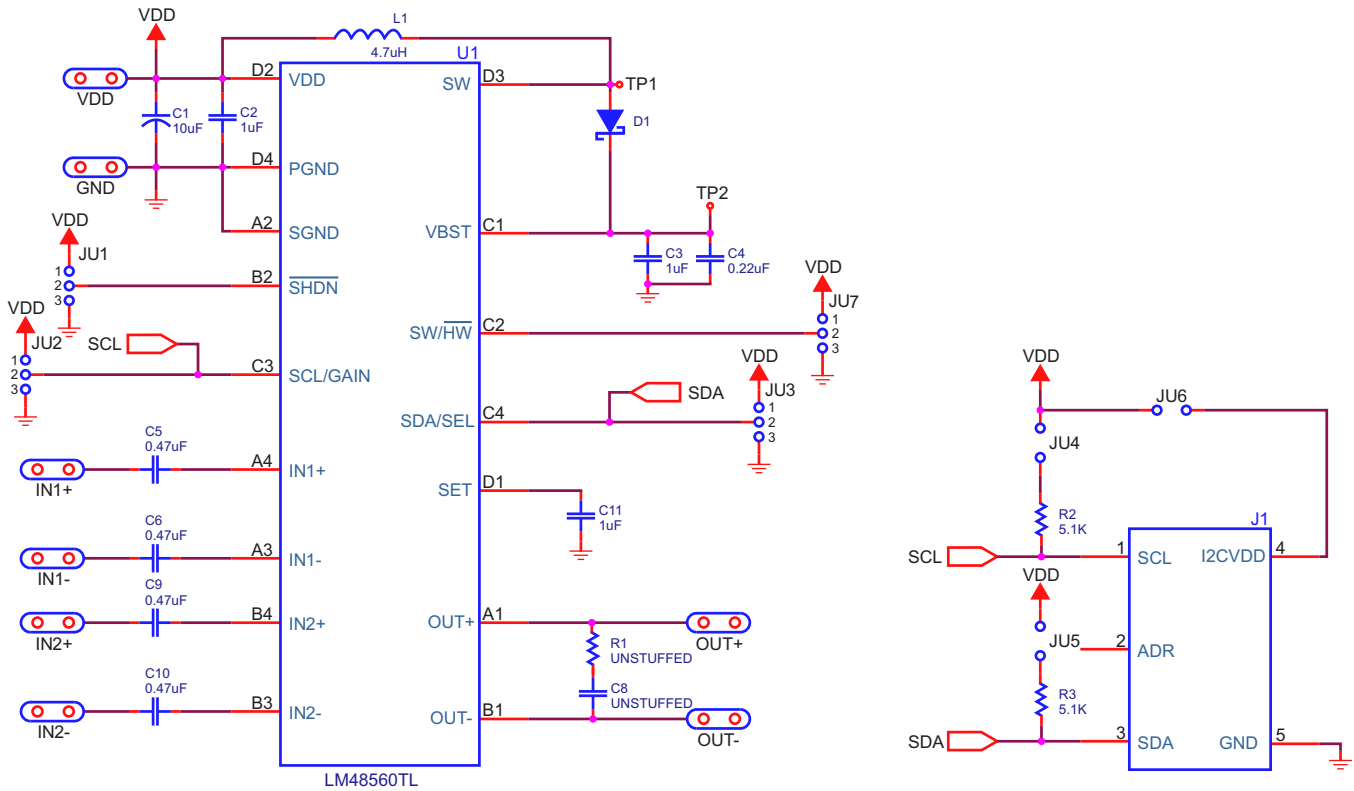 VDD
L1
4.7uH
U1
VDD
D2
VDD
SW
D3
TP1
C1
10uF
C2
1uF
D1
GND
D4
PGND
TP2
A2
SGND
VBST
C1
C3
1uF
C4
0.22uF
VDD
JU1
1
2
3
B2
SHDN
VDD
JU7
1
2
3
SW/HW
C2
VDD
JU2
1
2
3
SCL
C3
SCL/GAIN
SDA
VDD
JU3
1
2
3
SDA/SEL
C4
C5
0.47uF
IN1+
A4
IN1+
SET
D1
C11
1uF
C6
0.47uF
IN1-
A3
IN1-
C9
0.47uF
IN2+
B4
IN2+
OUT+
A1
OUT+
R1
UNSTUFFED
C8
UNSTUFFED
C10
0.47uF
IN2-
B3
IN2-
OUT-
B1
OUT-
LM48560TL
VDD
JU6
JU4
R2
5.1K
J1
SCL
1
SCL
I2CVDD
4
VDD
JU5
2
ADR
R3
5.1K
SDA
3
SDA
GND
5